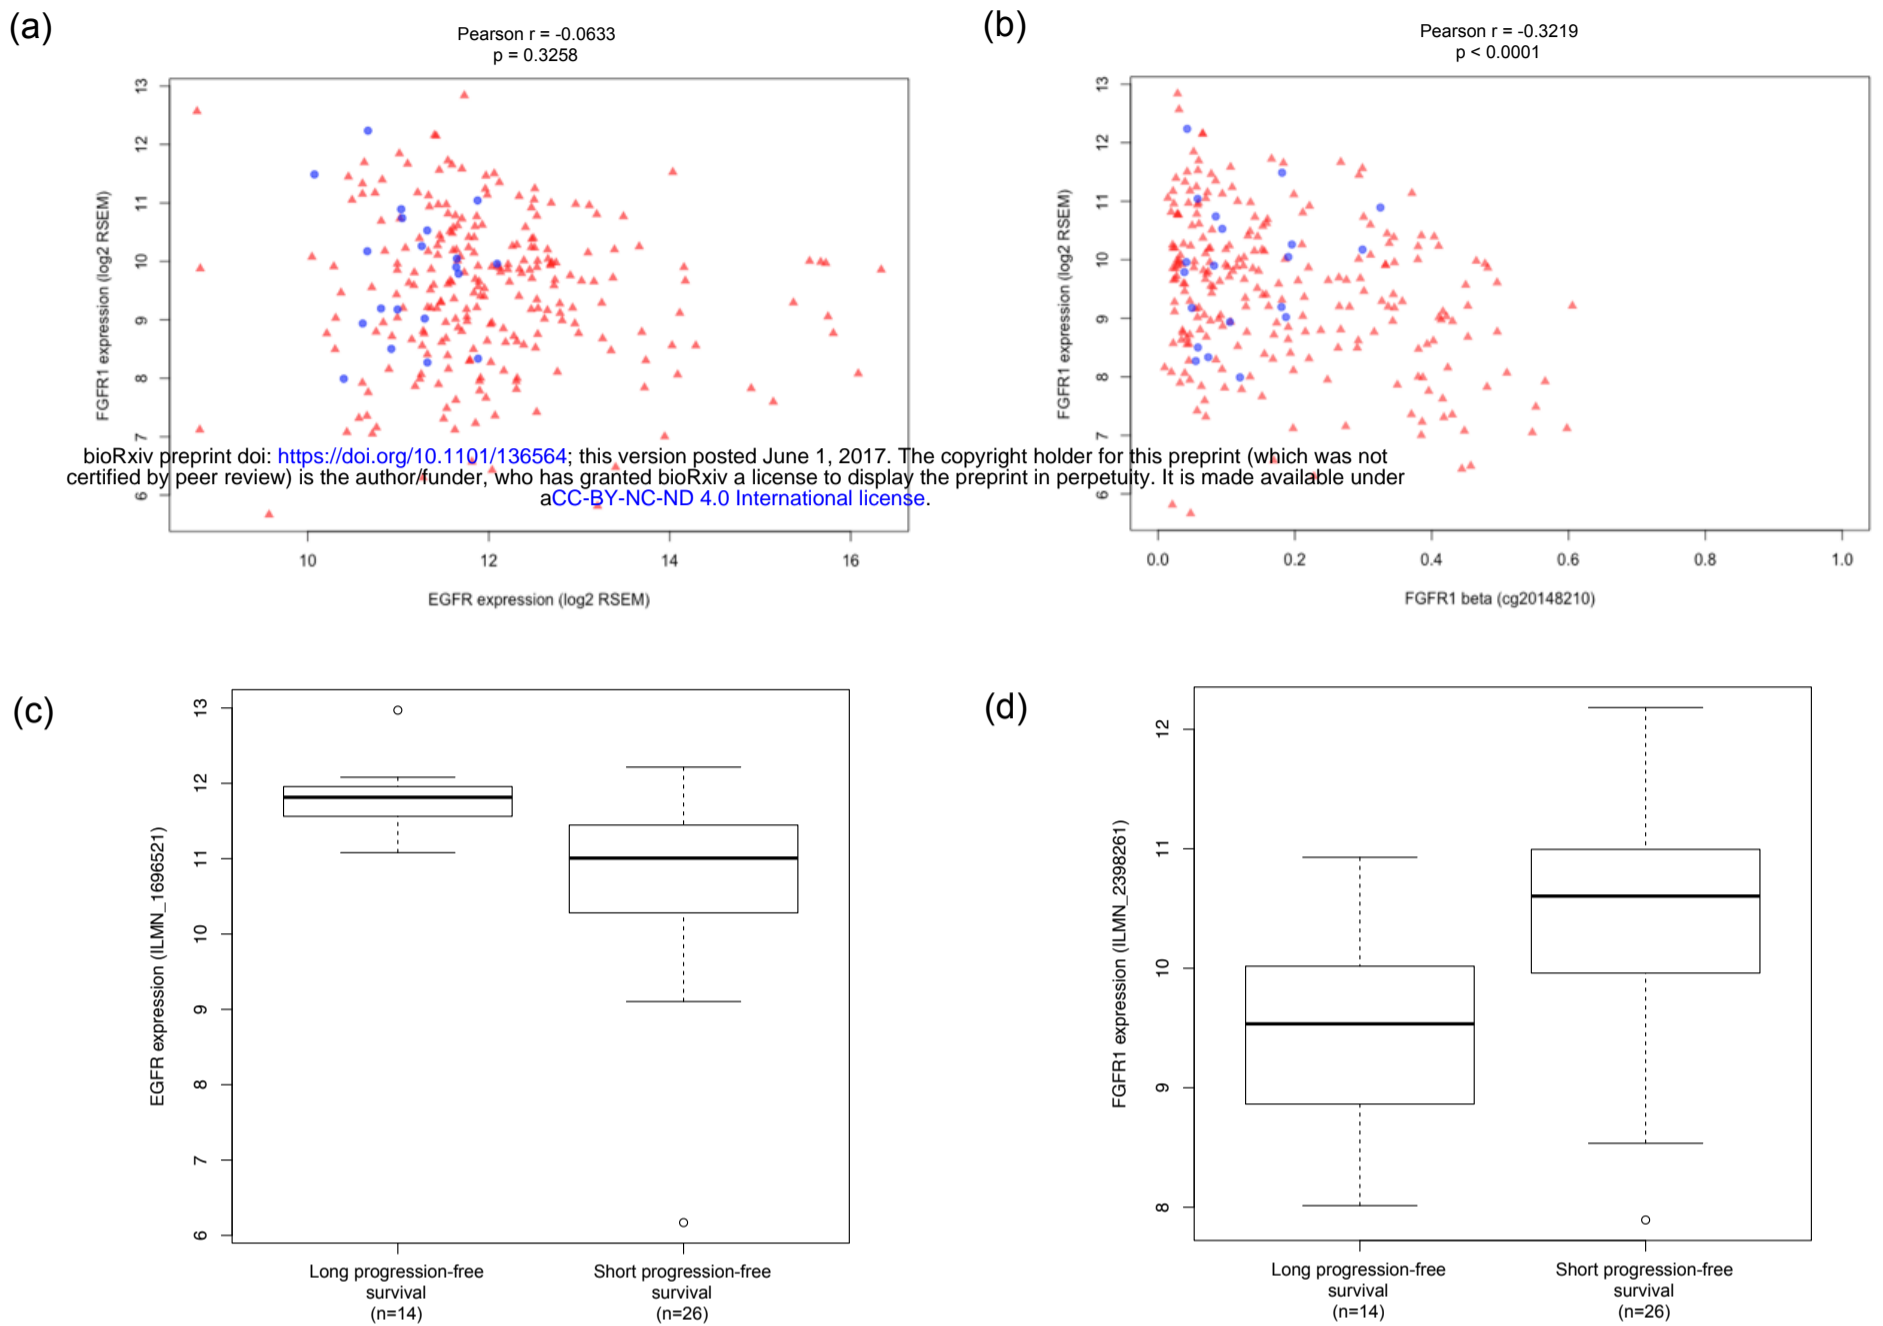 (a)
Pearson r = -0.0633
p = 0.3258
FGFR1 expression (log2 RSEM)
13
12
11
10
9
8
7
6
10
12
14
16
EGFR expression (log2 RSEM)
(b)
Pearson r = -0.3219
p < 0.0001
FGFR1 expression (log2 RSEM)
13
12
11
10
9
8
7
6
0.0
0.2
0.4
0.6
0.8
1.0
FGFR1 beta (cg20148210)
bioRxiv preprint doi: https://doi.org/10.1101/136564; this version posted June 1, 2017. The copyright holder for this preprint (which was not
certified by peer review) is the author/funder, who has granted bioRxiv a license to display the preprint in perpetuity. It is made available under
aCC-BY-NC-ND 4.0 International license.
(c)
EGFR expression (ILMN_1696521)
13
12
11
10
9
8
7
6
Long progression-free
survival
(n=14)
Short progression-free
survival
(n=26)
(d)
FGFR1 expression (ILMN_2398261)
12
11
10
9
8
Long progression-free
survival
(n=14)
Short progression-free
survival
(n=26)